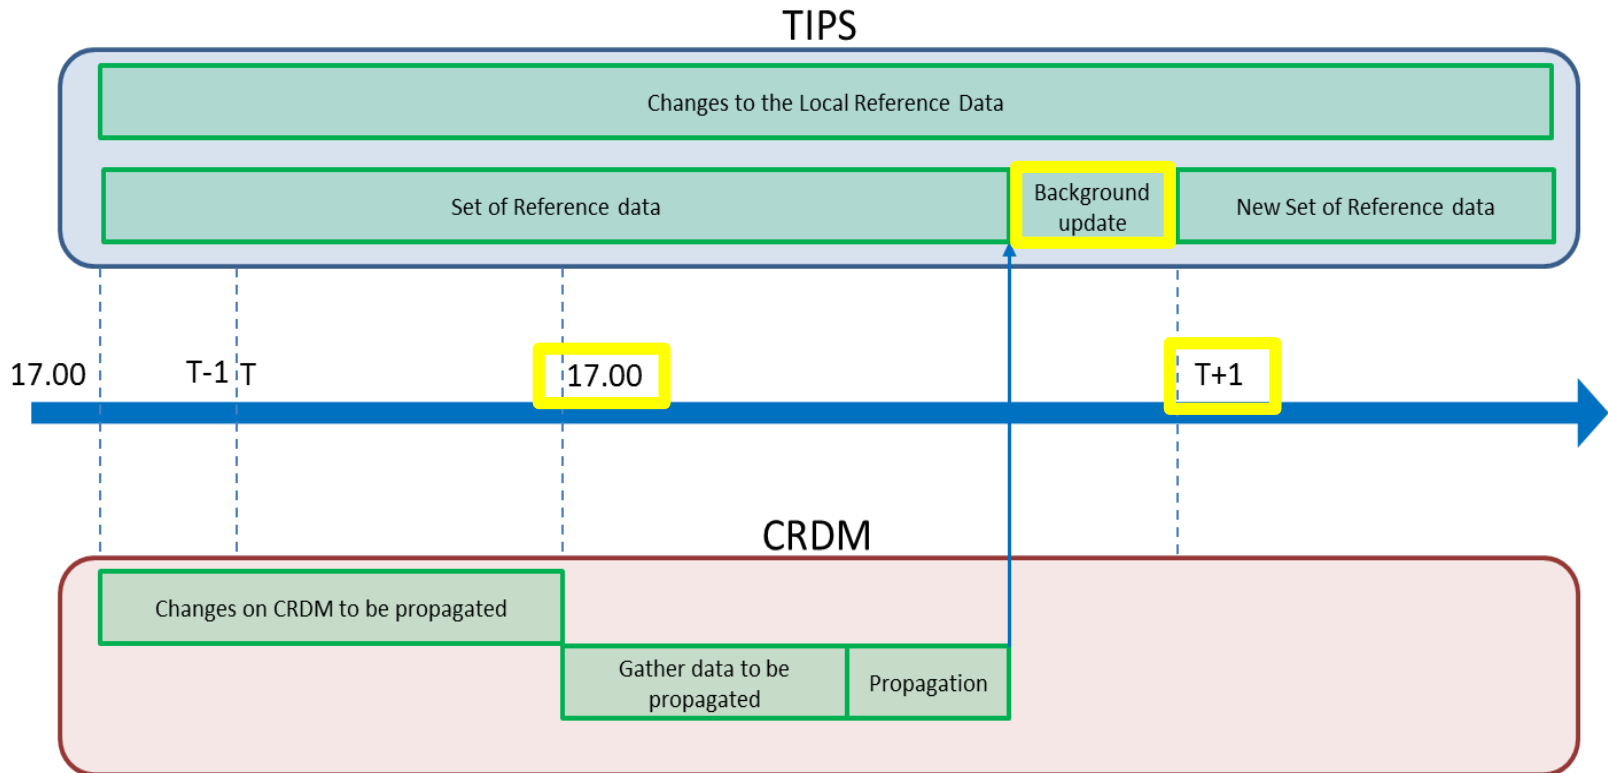 TIPS
Changes to the Local Reference Data
Set of Reference data
Background
update
New Set of Reference data
17.00
T-1
T
17.00
T+1
CRDM
Changes on CRDM to be propagated
Gather data to be
propagated
Propagation